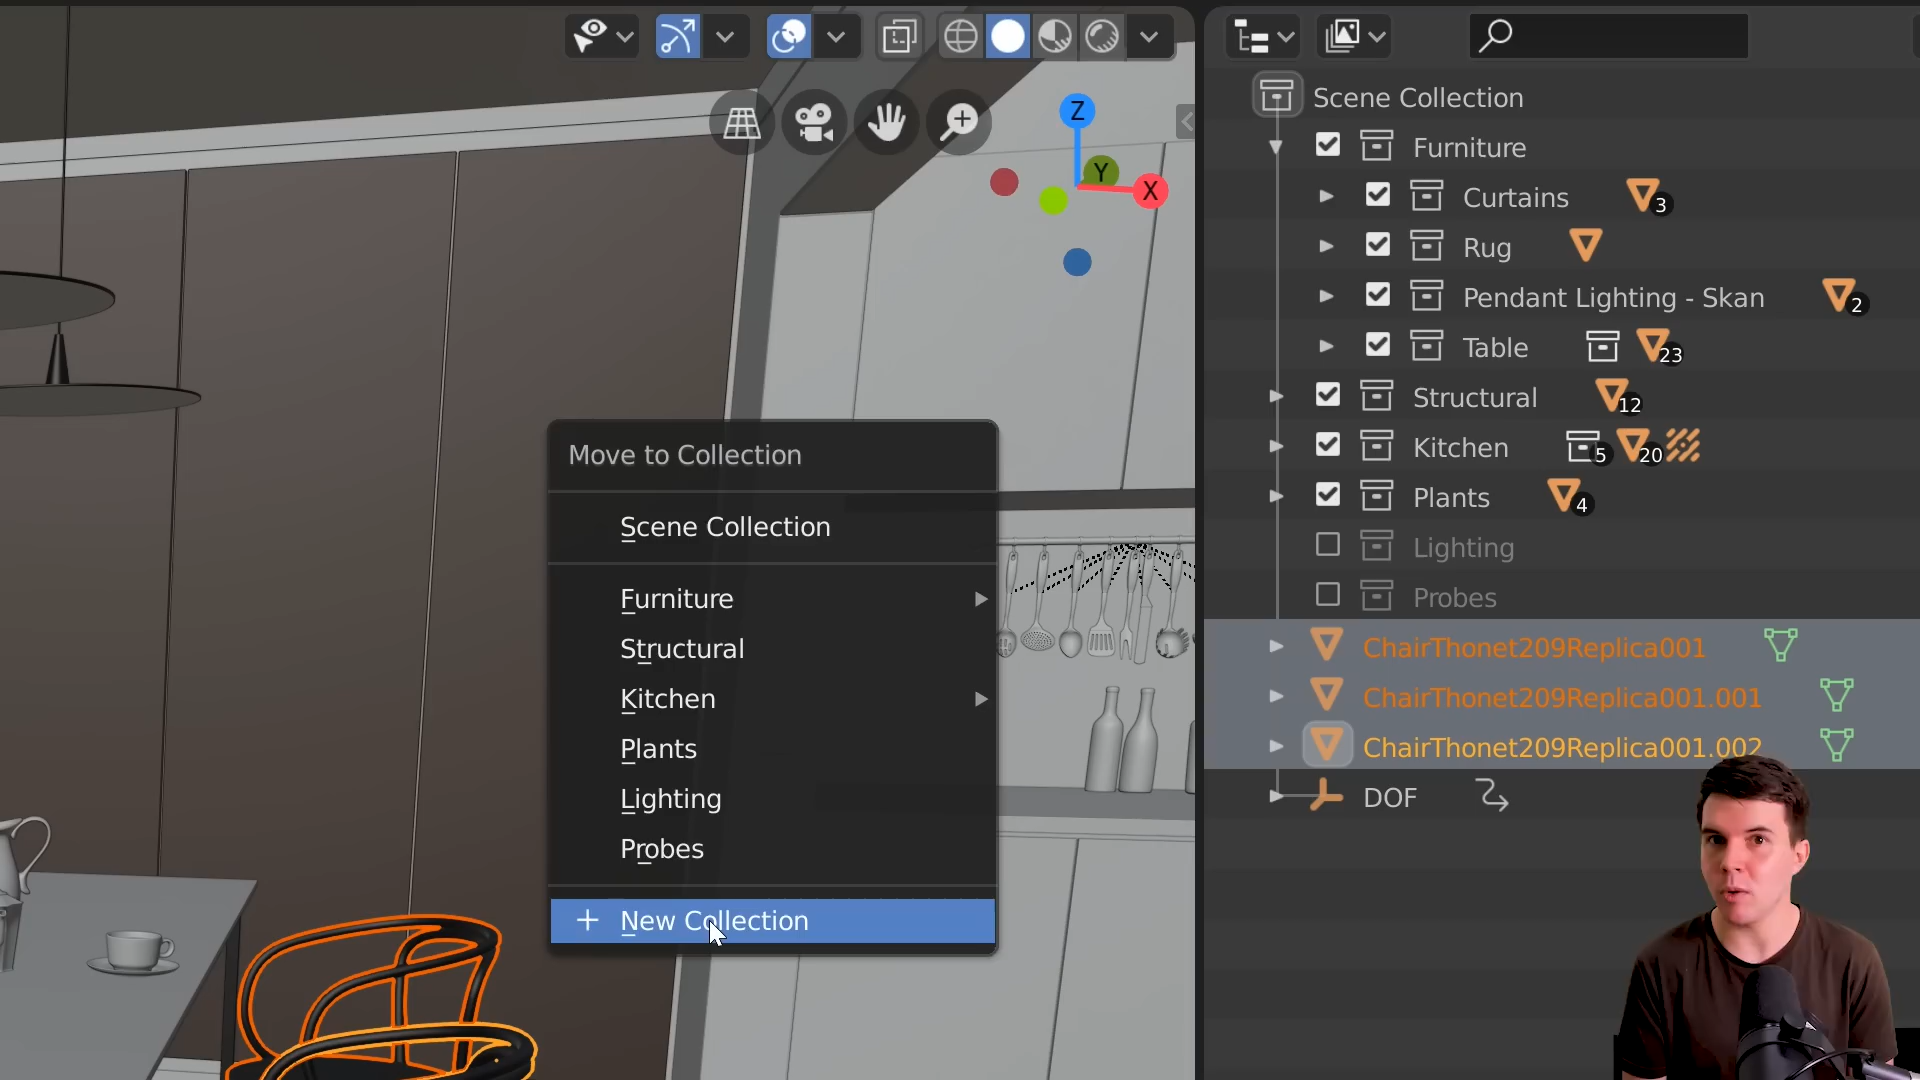 Z
Y
X
Move to Collection
Scene Collection
Furniture
Structural
Kitchen
Plants
Lighting
Probes
New Collection
Scene Collection
Furniture
Curtains 3
Rug
Pendant Lighting - Skan 2
Table 23
Structural 12
Kitchen 5 20
Plants 4
Lighting
Probes
ChairThonet209Replica001
ChairThonet209Replica001.001
ChairThonet209Replica001.002
DOF